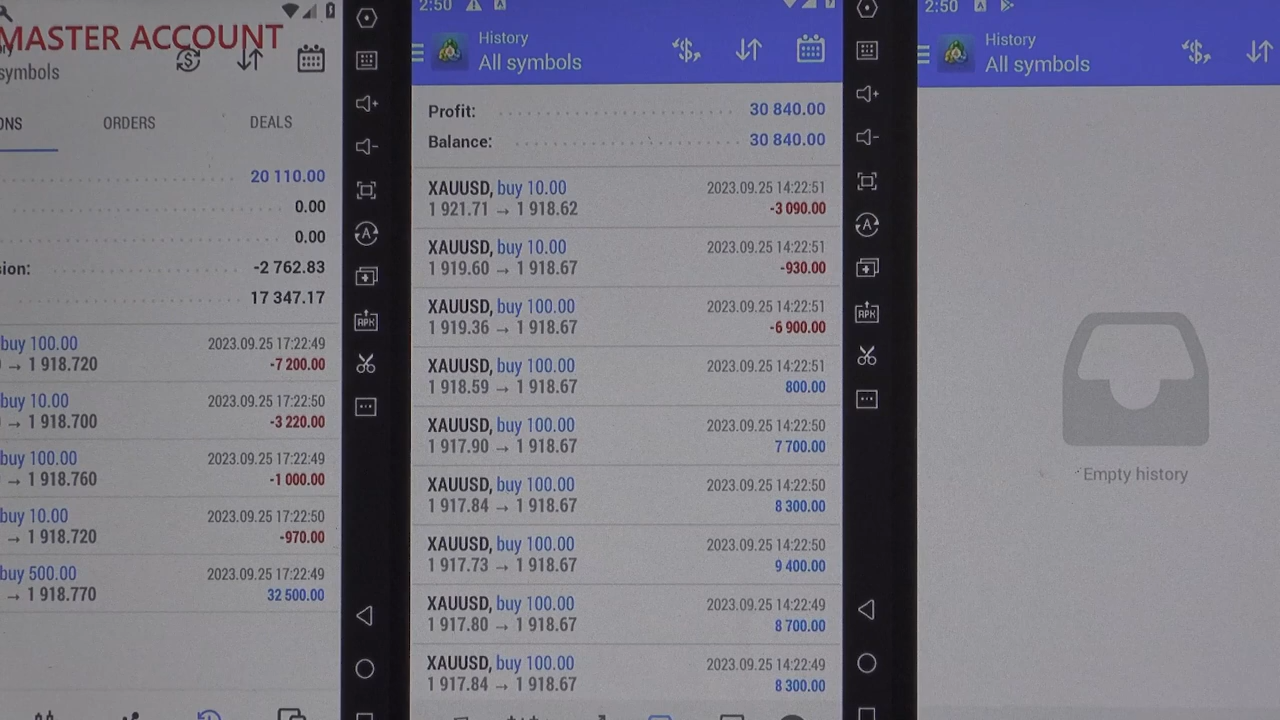 MASTER ACCOUNT
symbols
ONS
ORDERS
DEALS
20 110.00
0.00
0.00
sion:
-2 762.83
17 347.17
buy 100.00
2023.09.25 17:22:49
→ 1 918.720
-7 200.00
buy 10.00
2023.09.25 17:22:50
→ 1 918.700
-3 220.00
buy 100.00
2023.09.25 17:22:49
→ 1 918.760
-1 000.00
buy 10.00
2023.09.25 17:22:50
→ 1 918.720
-970.00
buy 500.00
2023.09.25 17:22:49
→ 1 918.770
32 500.00
A
RPK
2:50
History
All symbols
Profit: 30 840.00
Balance: 30 840.00
XAUUSD, buy 10.00 2023.09.25 14:22:51
1 921.71 → 1 918.62 -3 090.00
XAUUSD, buy 10.00 2023.09.25 14:22:51
1 919.60 → 1 918.67 -930.00
XAUUSD, buy 100.00 2023.09.25 14:22:51
1 919.36 → 1 918.67 -6 900.00
XAUUSD, buy 100.00 2023.09.25 14:22:51
1 918.59 → 1 918.67 800.00
XAUUSD, buy 100.00 2023.09.25 14:22:50
1 917.90 → 1 918.67 7 700.00
XAUUSD, buy 100.00 2023.09.25 14:22:50
1 917.84 → 1 918.67 8 300.00
XAUUSD, buy 100.00 2023.09.25 14:22:50
1 917.73 → 1 918.67 9 400.00
XAUUSD, buy 100.00 2023.09.25 14:22:49
1 917.80 → 1 918.67 8 700.00
XAUUSD, buy 100.00 2023.09.25 14:22:49
1 917.84 → 1 918.67 8 300.00
A
RPK
2:50
History
All symbols
Empty history